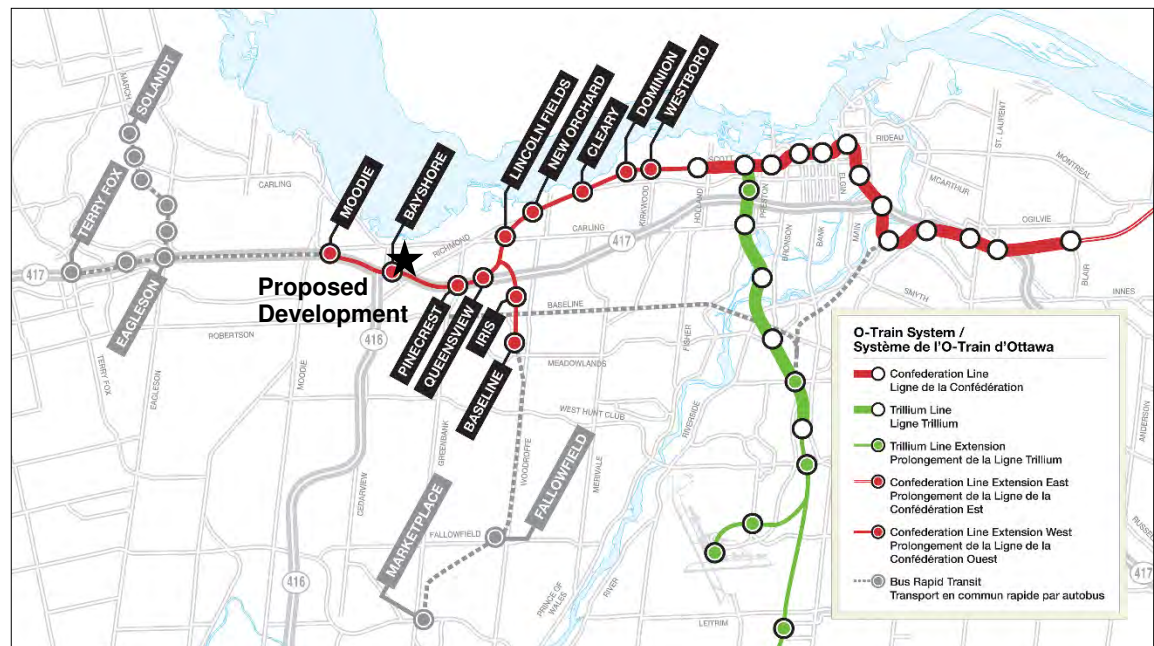 SOLANDT
MARCH
TERRY FOX
CARLING
EAGLESON
417
MOODIE
BAYSHORE
RICHMOND
LINCOLN FIELDS
NEW ORCHARD
CLEARY
DOMINION
WESTBORO
CARLING
417
KIRKWOOD
SCOTT
HOLLAND
PRESTON
BRONSON
BANK
ELGIN
MAIN
RIDEAU
MCARTHUR
ST. LAURENT
MONTREAL
OGILVIE
BLAIR
INNES
SMYTH
Proposed
Development
PINECREST
QUEENSVIEW
IRIS
BASELINE
BASELINE
ROBERTSON
TERRY FOX
EAGLESON
MOODIE
416
MEADOWLANDS
FISHER
RIVERSIDE
WEST HUNT CLUB
GREENBANK
WOODROFFE
MERIVALE
CEDARVIEW
FALLOWFIELD
FALLOWFIELD
MARKETPLACE
416
PRINCE OF
WALES
RIVER
LEITRIM
ANDERSON
417
O-Train System /
Système de l'O-Train d'Ottawa
Confederation Line
Ligne de la Confédération
Trillium Line
Ligne Trillium
Trillium Line Extension
Prolongement de la Ligne Trillium
Confederation Line Extension East
Prolongement de la Ligne de la
Confédération Est
Confederation Line Extension West
Prolongement de la Ligne de la
Confédération Ouest
Bus Rapid Transit
Transport en commun rapide par autobus